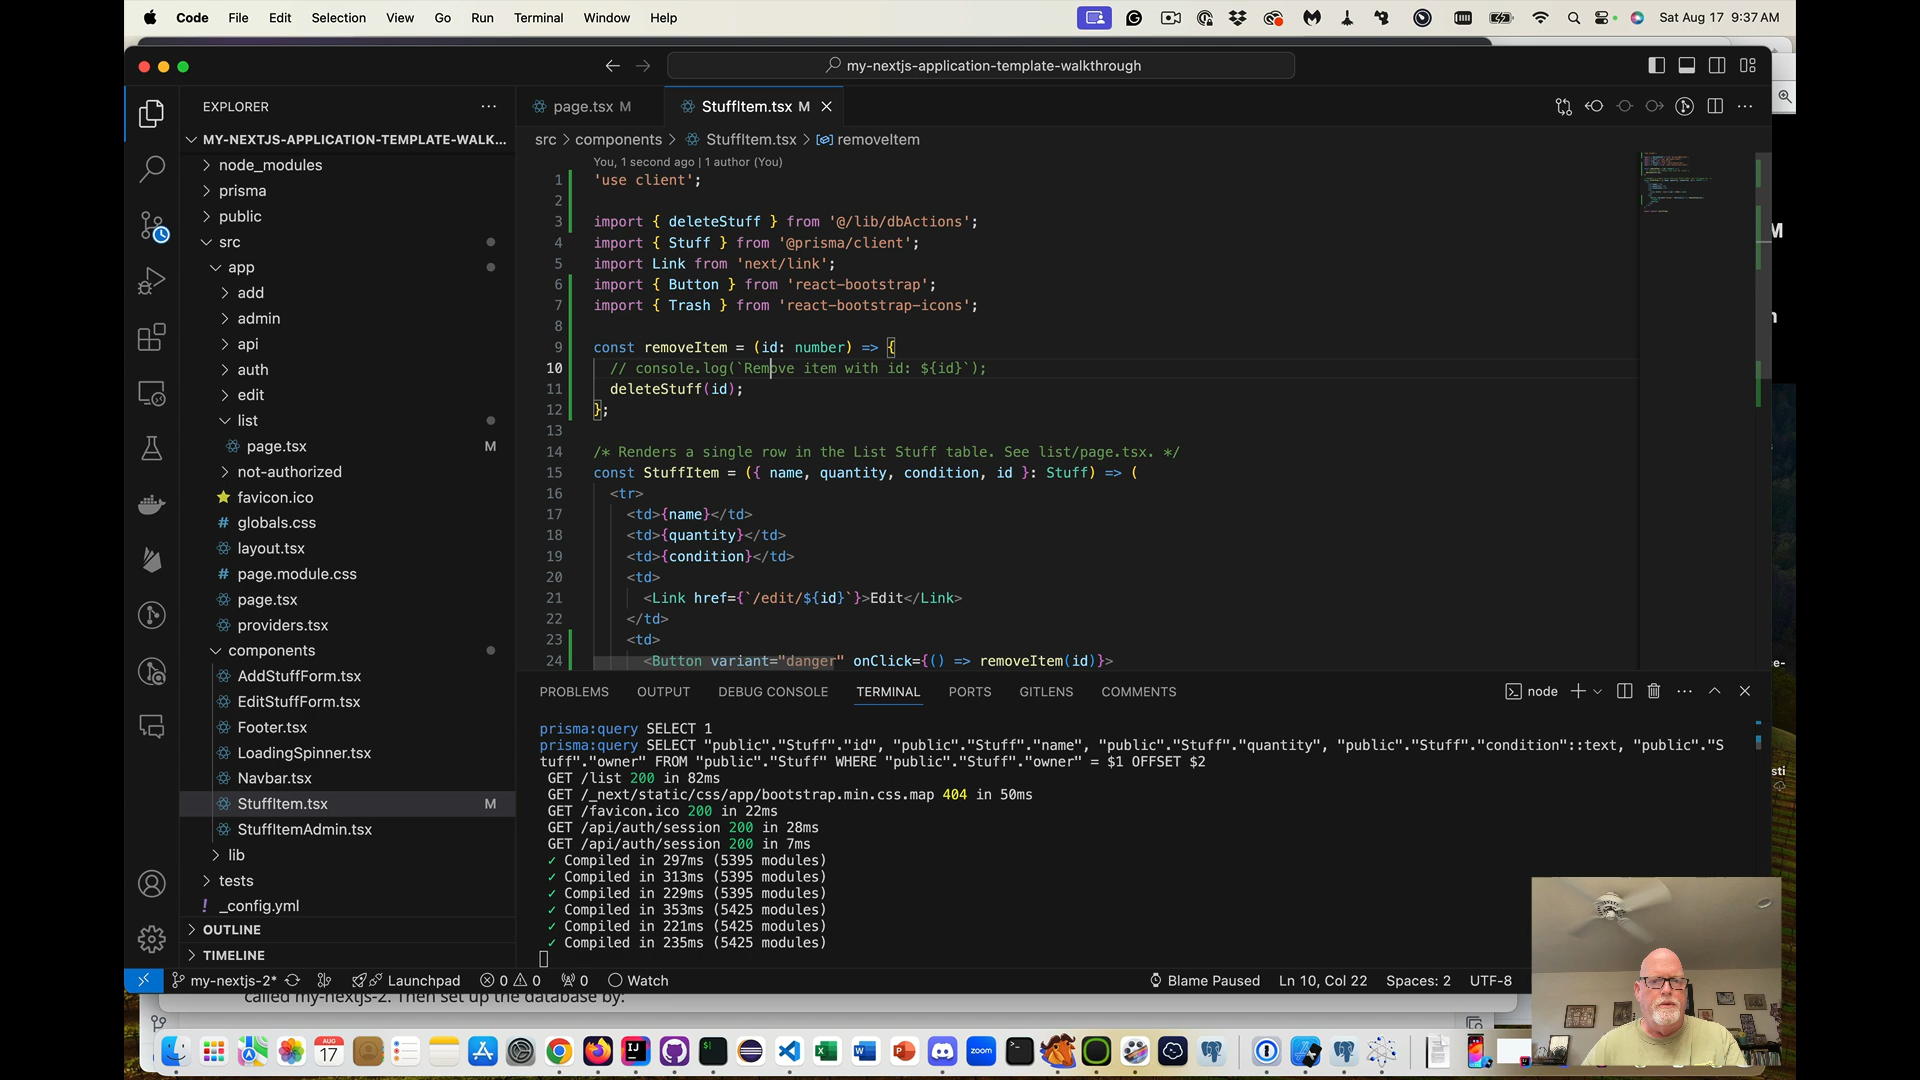 Code File Edit Selection View Go Run Terminal Window Help
Sat Aug 17 9:37 AM
my-nextjs-application-template-walkthrough
EXPLORER
MY-NEXTJS-APPLICATION-TEMPLATE-WALK...
node_modules
prisma
public
src
app
add
admin
api
auth
edit
list
page.tsx M
not-authorized
favicon.ico
globals.css
layout.tsx
page.module.css
page.tsx
providers.tsx
components
AddStuffForm.tsx
EditStuffForm.tsx
Footer.tsx
LoadingSpinner.tsx
Navbar.tsx
StuffItem.tsx M
StuffItemAdmin.tsx
lib
tests
_config.yml
OUTLINE
TIMELINE
page.tsx M
StuffItem.tsx M
src > components > StuffItem.tsx > removeItem
You, 1 second ago | 1 author (You)
1 'use client';
2
3 import { deleteStuff } from '@/lib/dbActions';
4 import { Stuff } from '@prisma/client';
5 import Link from 'next/link';
6 import { Button } from 'react-bootstrap';
7 import { Trash } from 'react-bootstrap-icons';
8
9 const removeItem = (id: number) => {
10 // console.log(`Remove item with id: ${id}`);
11 deleteStuff(id);
12 };
13
14 /* Renders a single row in the List Stuff table. See list/page.tsx. */
15 const StuffItem = ({ name, quantity, condition, id }: Stuff) => (
16 <tr>
17 <td>{name}</td>
18 <td>{quantity}</td>
19 <td>{condition}</td>
20 <td>
21 <Link href={`/edit/${id}`}>Edit</Link>
22 </td>
23 <td>
24 <Button variant="danger" onClick={() => removeItem(id)}>
PROBLEMS OUTPUT DEBUG CONSOLE TERMINAL PORTS GITLENS COMMENTS
node
prisma:query SELECT 1
prisma:query SELECT "public"."Stuff"."id", "public"."Stuff"."name", "public"."Stuff"."quantity", "public"."Stuff"."condition"::text, "public"."S
tuff"."owner" FROM "public"."Stuff" WHERE "public"."Stuff"."owner" = $1 OFFSET $2
GET /list 200 in 82ms
GET /_next/static/css/app/bootstrap.min.css.map 404 in 50ms
GET /favicon.ico 200 in 22ms
GET /api/auth/session 200 in 28ms
GET /api/auth/session 200 in 7ms
✓ Compiled in 297ms (5395 modules)
✓ Compiled in 313ms (5395 modules)
✓ Compiled in 229ms (5395 modules)
✓ Compiled in 353ms (5425 modules)
✓ Compiled in 221ms (5425 modules)
✓ Compiled in 235ms (5425 modules)
my-nextjs-2* Launchpad 0 0 0 Watch
Blame Paused Ln 10, Col 22 Spaces: 2 UTF-8
called my-nextjs-2. Then set up the database by:
AUG
17
zoom